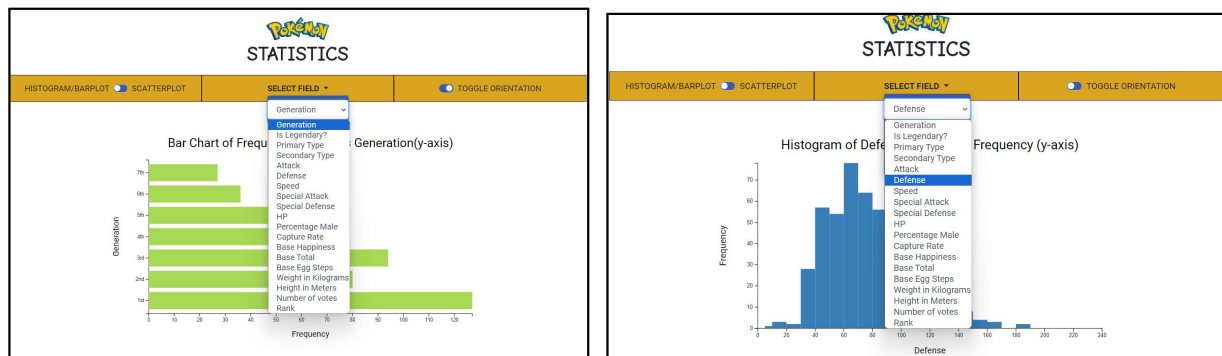 POKéMON
STATISTICS
HISTOGRAM/BARPLOT SCATTERPLOT
SELECT FIELD
TOGGLE ORIENTATION
Generation
Generation
Is Legendary?
Primary Type
Secondary Type
Attack
Defense
Speed
Special Attack
Special Defense
HP
Percentage Male
Capture Rate
Base Happiness
Base Total
Base Egg Steps
Weight in Kilograms
Height in Meters
Number of votes
Rank
Bar Chart of Frequ s Generation(y-axis)
Generation
7th
6th
5th
4th
3rd
2nd
1st
0 10 20 30 40 50 60 70 80 90 100 110 120
Frequency
POKéMON
STATISTICS
HISTOGRAM/BARPLOT SCATTERPLOT
SELECT FIELD
TOGGLE ORIENTATION
Defense
Generation
Is Legendary?
Primary Type
Secondary Type
Attack
Defense
Speed
Special Attack
Special Defense
HP
Percentage Male
Capture Rate
Base Happiness
Base Total
Base Egg Steps
Weight in Kilograms
Height in Meters
Number of votes
Rank
Histogram of Defe Frequency (y-axis)
Frequency
70
60
50
40
30
20
10
0
0 20 40 60 80 100 120 140 160 180 200 220 240
Defense